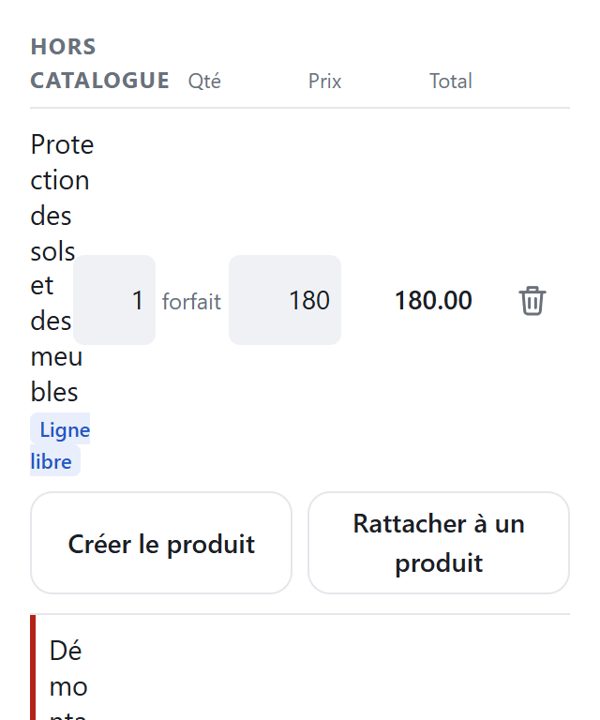 HORS
CATALOGUE Qté Prix Total
Prote
ction
des
sols
et
des
meu
bles
1 forfait 180 180.00
Ligne
libre
Créer le produit
Rattacher à un
produit
Dé
mo
nta